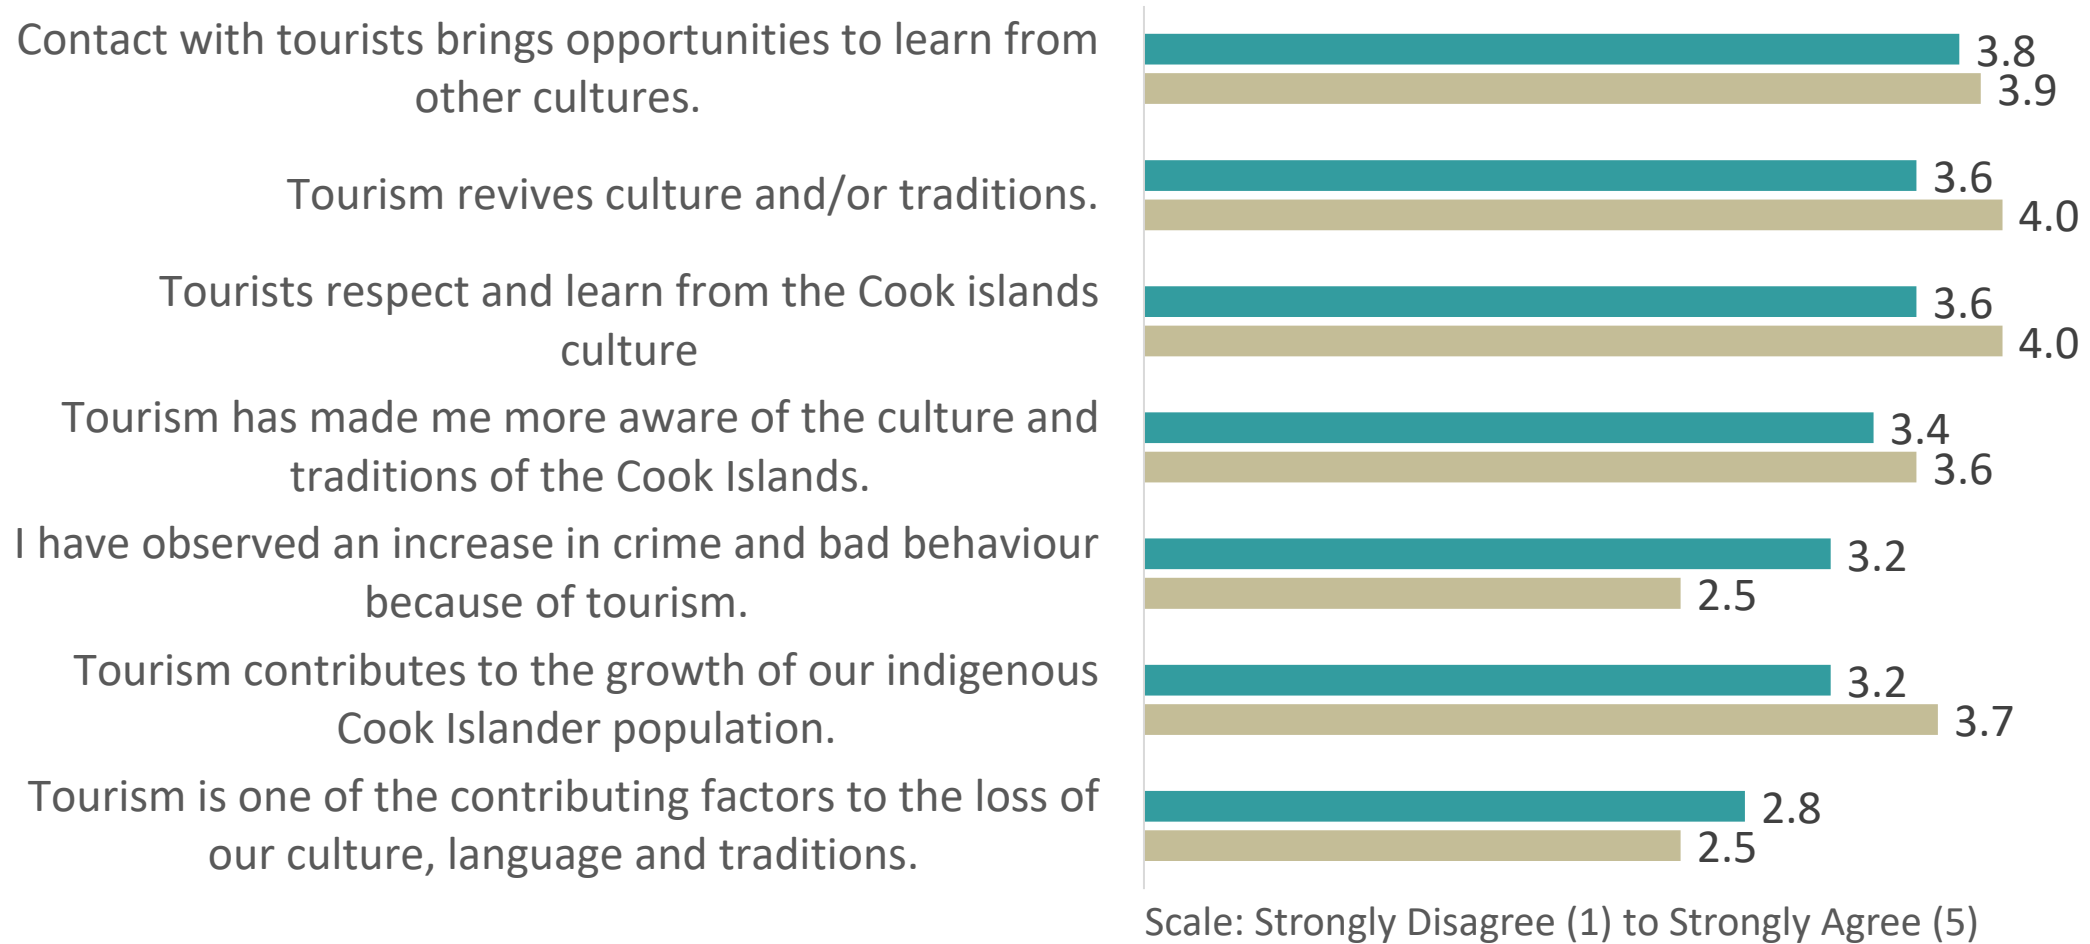 Contact with tourists brings opportunities to learn from
other cultures.
3.8
3.9
Tourism revives culture and/or traditions.
3.6
4.0
Tourists respect and learn from the Cook islands
culture
3.6
4.0
Tourism has made me more aware of the culture and
traditions of the Cook Islands.
3.4
3.6
I have observed an increase in crime and bad behaviour
because of tourism.
3.2
2.5
Tourism contributes to the growth of our indigenous
Cook Islander population.
3.2
3.7
Tourism is one of the contributing factors to the loss of
our culture, language and traditions.
2.8
2.5
Scale: Strongly Disagree (1) to Strongly Agree (5)